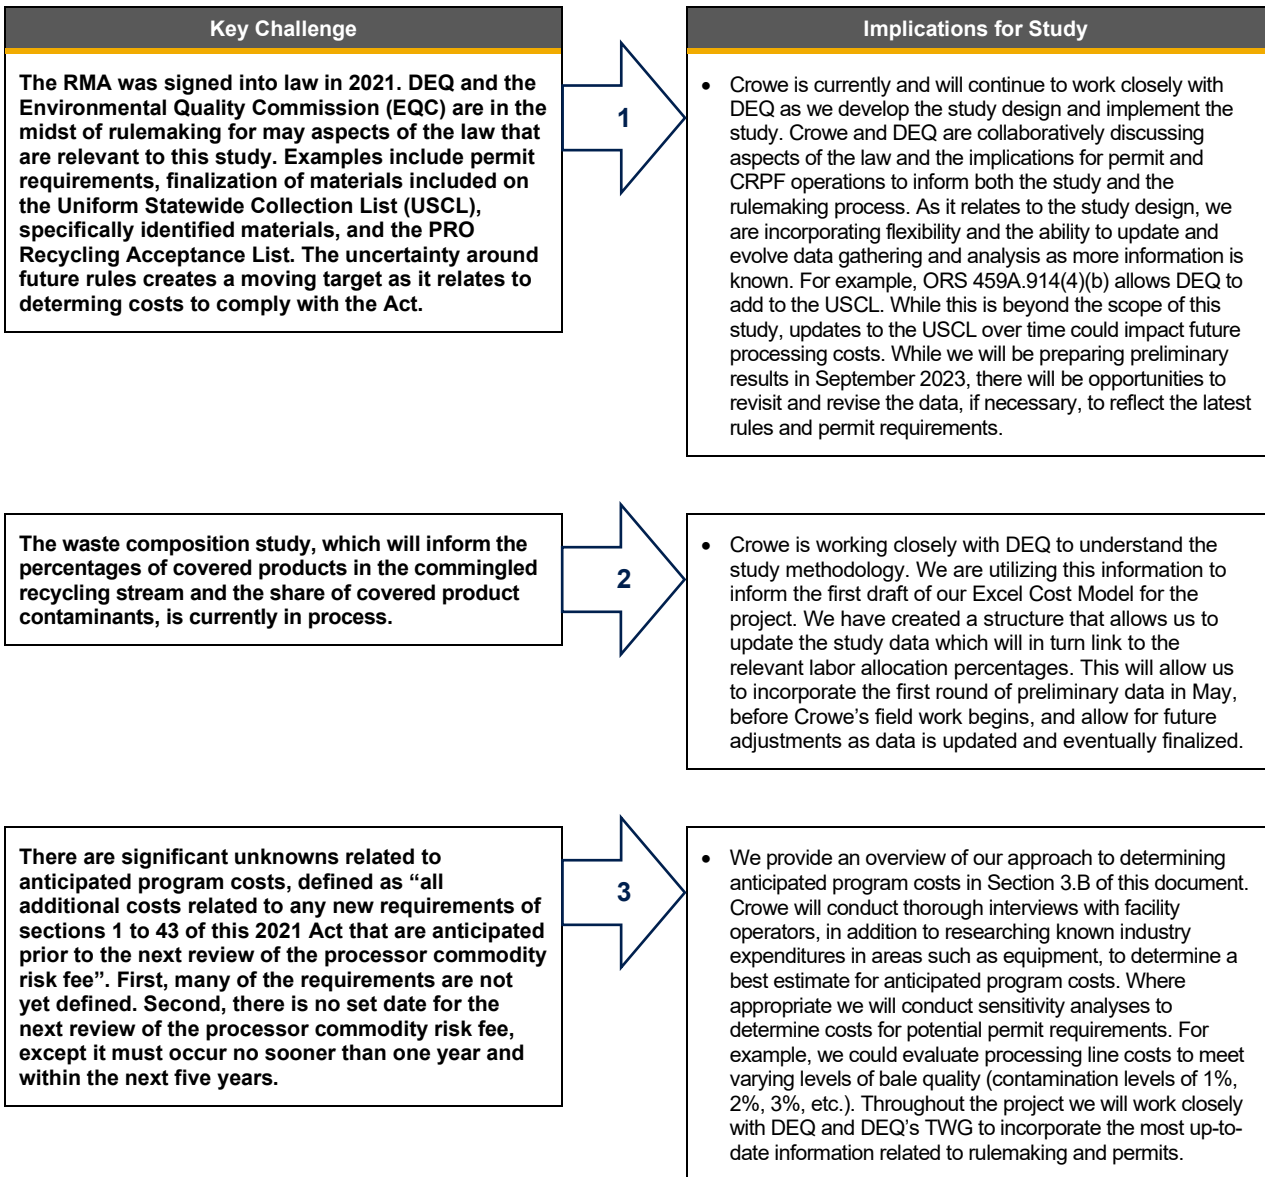 Key Challenge
Implications for Study
The RMA was signed into law in 2021. DEQ and the
Environmental Quality Commission (EQC) are in the
midst of rulemaking for may aspects of the law that
are relevant to this study. Examples include permit
requirements, finalization of materials included on
the Uniform Statewide Collection List (USCL),
specifically identified materials, and the PRO
Recycling Acceptance List. The uncertainty around
future rules creates a moving target as it relates to
determing costs to comply with the Act.
1
• Crowe is currently and will continue to work closely with
DEQ as we develop the study design and implement the
study. Crowe and DEQ are collaboratively discussing
aspects of the law and the implications for permit and
CRPF operations to inform both the study and the
rulemaking process. As it relates to the study design, we
are incorporating flexibility and the ability to update and
evolve data gathering and analysis as more information is
known. For example, ORS 459A.914(4)(b) allows DEQ to
add to the USCL. While this is beyond the scope of this
study, updates to the USCL over time could impact future
processing costs. While we will be preparing preliminary
results in September 2023, there will be opportunities to
revisit and revise the data, if necessary, to reflect the latest
rules and permit requirements.
The waste composition study, which will inform the
percentages of covered products in the commingled
recycling stream and the share of covered product
contaminants, is currently in process.
2
• Crowe is working closely with DEQ to understand the
study methodology. We are utilizing this information to
inform the first draft of our Excel Cost Model for the
project. We have created a structure that allows us to
update the study data which will in turn link to the
relevant labor allocation percentages. This will allow us
to incorporate the first round of preliminary data in May,
before Crowe's field work begins, and allow for future
adjustments as data is updated and eventually finalized.
There are significant unknowns related to
anticipated program costs, defined as “all
additional costs related to any new requirements of
sections 1 to 43 of this 2021 Act that are anticipated
prior to the next review of the processor commodity
risk fee”. First, many of the requirements are not
yet defined. Second, there is no set date for the
next review of the processor commodity risk fee,
except it must occur no sooner than one year and
within the next five years.
3
• We provide an overview of our approach to determining
anticipated program costs in Section 3.B of this document.
Crowe will conduct thorough interviews with facility
operators, in addition to researching known industry
expenditures in areas such as equipment, to determine a
best estimate for anticipated program costs. Where
appropriate we will conduct sensitivity analyses to
determine costs for potential permit requirements. For
example, we could evaluate processing line costs to meet
varying levels of bale quality (contamination levels of 1%,
2%, 3%, etc.). Throughout the project we will work closely
with DEQ and DEQ's TWG to incorporate the most up-to-
date information related to rulemaking and permits.